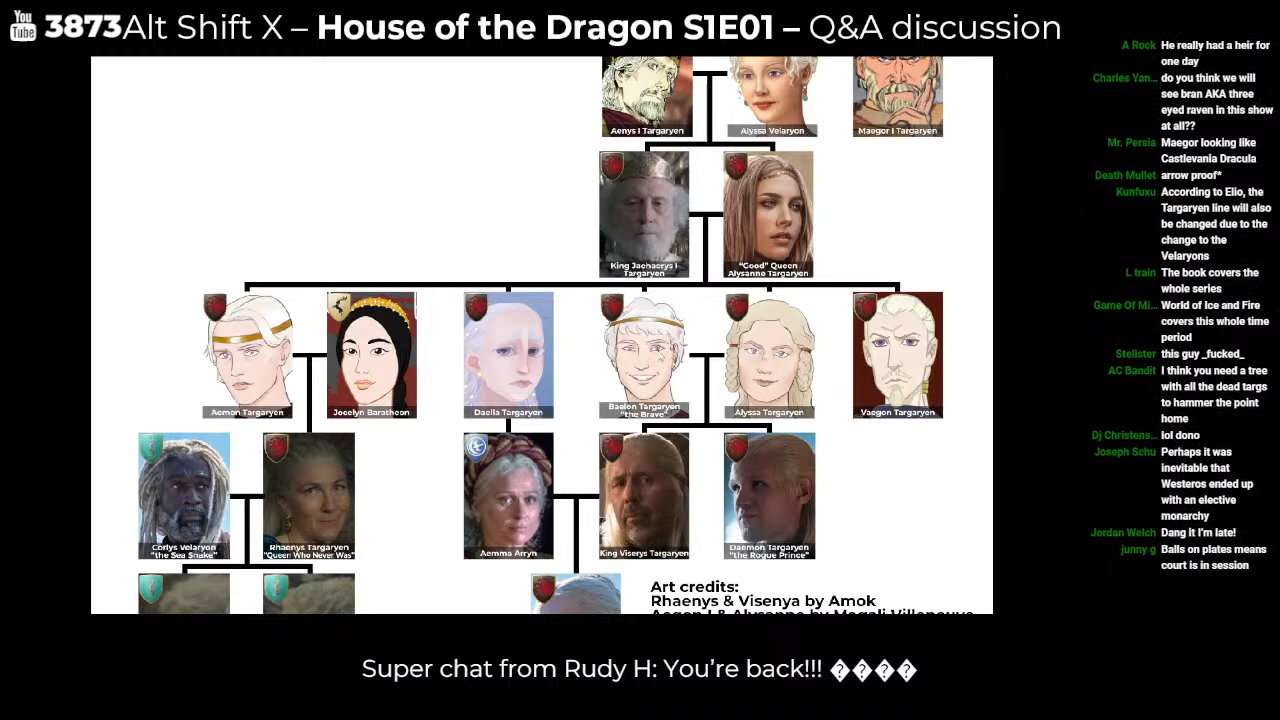 You
Tube
3873 Alt Shift X – House of the Dragon S1E01 – Q&A discussion
Aenys I Targaryen
Alyssa Velaryon
Maegor I Targaryen
King Jaehaerys I
Targaryen
"Good" Queen
Alysanne Targaryen
Aemon Targaryen
Jocelyn Baratheon
Daella Targaryen
Baelon Targaryen
"the Brave"
Alyssa Targaryen
Vaegon Targaryen
Corlys Velaryon
"the Sea Snake"
Rhaenys Targaryen
"Queen Who Never Was"
Aemma Arryn
King Viserys Targaryen
Daemon Targaryen
"the Rogue Prince"
Art credits:
Rhaenys & Visenya by Amok
Aegon I & Alysanne by Magali Villeneuve
A Rock He really had a heir for
one day
Charles Yan... do you think we will
see bran AKA three
eyed raven in this show
at all??
Mr. Persia Maegor looking like
Castlevania Dracula
Death Mullet arrow proof*
Kunfuxu According to Elio, the
Targaryen line will also
be changed due to the
change to the
Velaryons
L train The book covers the
whole series
Game Of Mi... World of Ice and Fire
covers this whole time
period
Stelister this guy _fucked_
AC Bandit I think you need a tree
with all the dead targs
to hammer the point
home
Dj Christens... lol dono
Joseph Schu Perhaps it was
inevitable that
Westeros ended up
with an elective
monarchy
Jordan Welch Dang it I'm late!
junny g Balls on plates means
court is in session
Super chat from Rudy H: You're back!!! ����